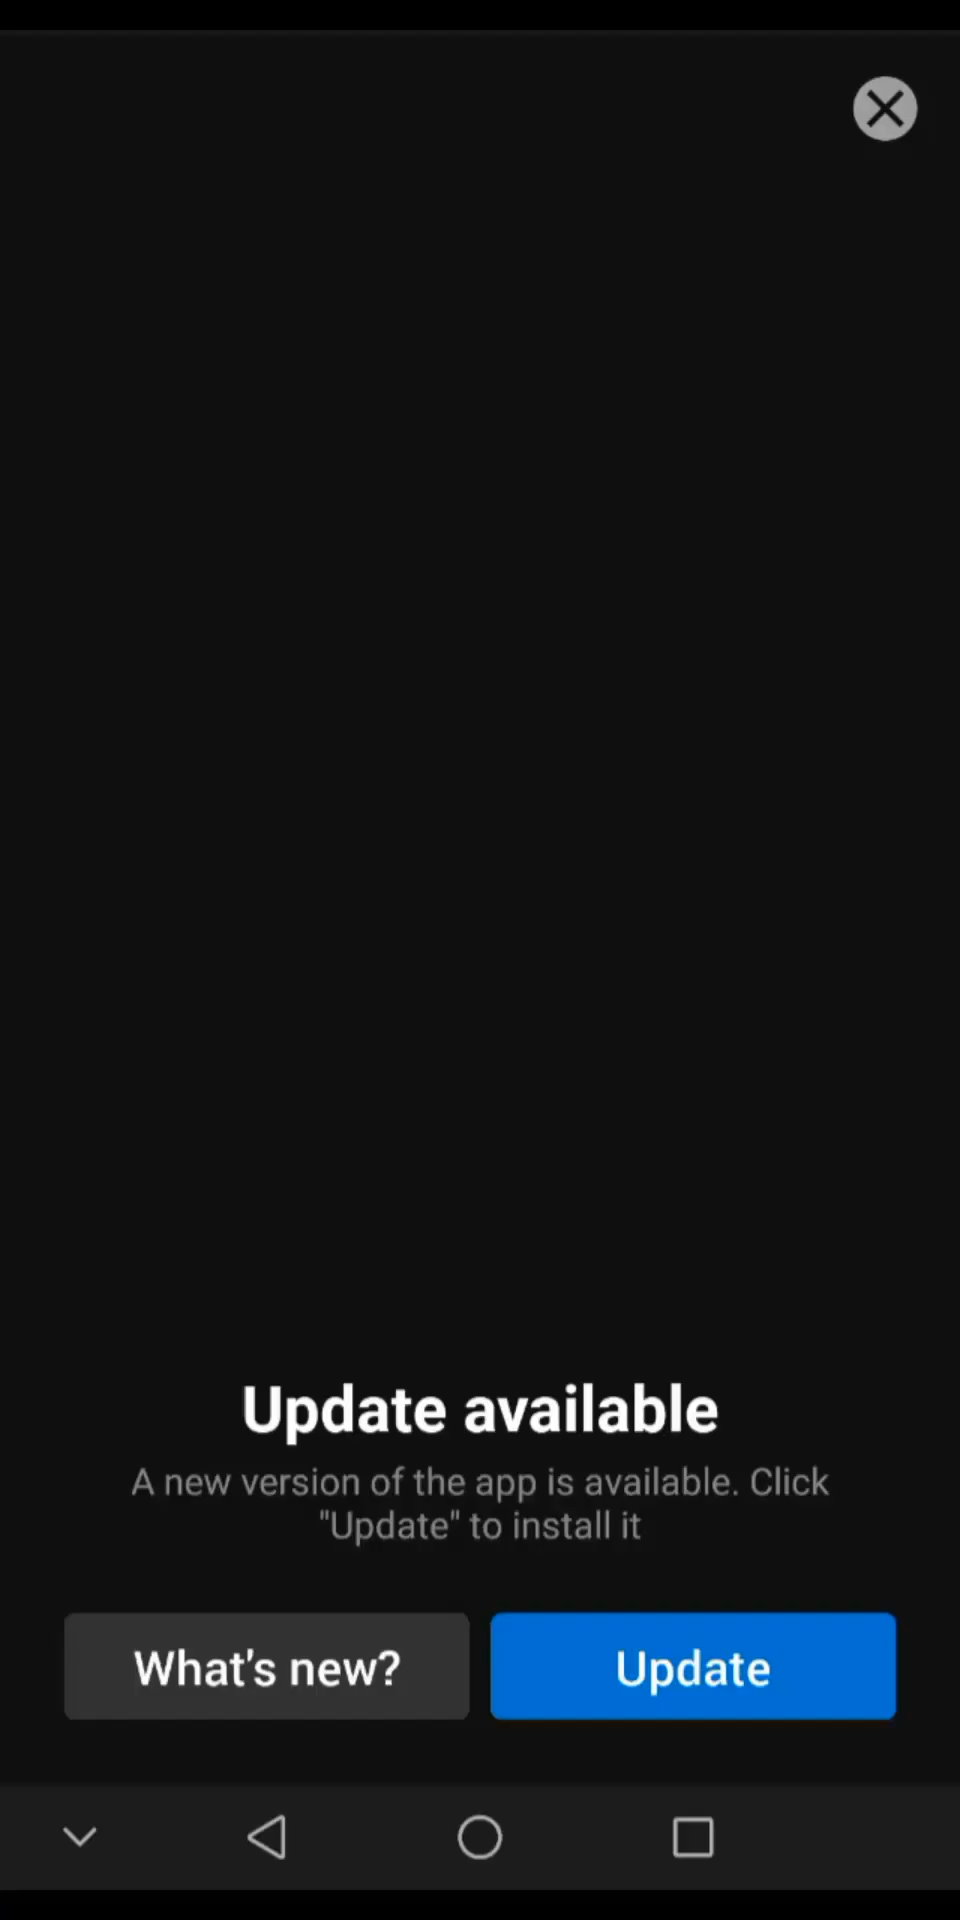 Update available
A new version of the app is available. Click
"Update" to install it
What's new?
Update